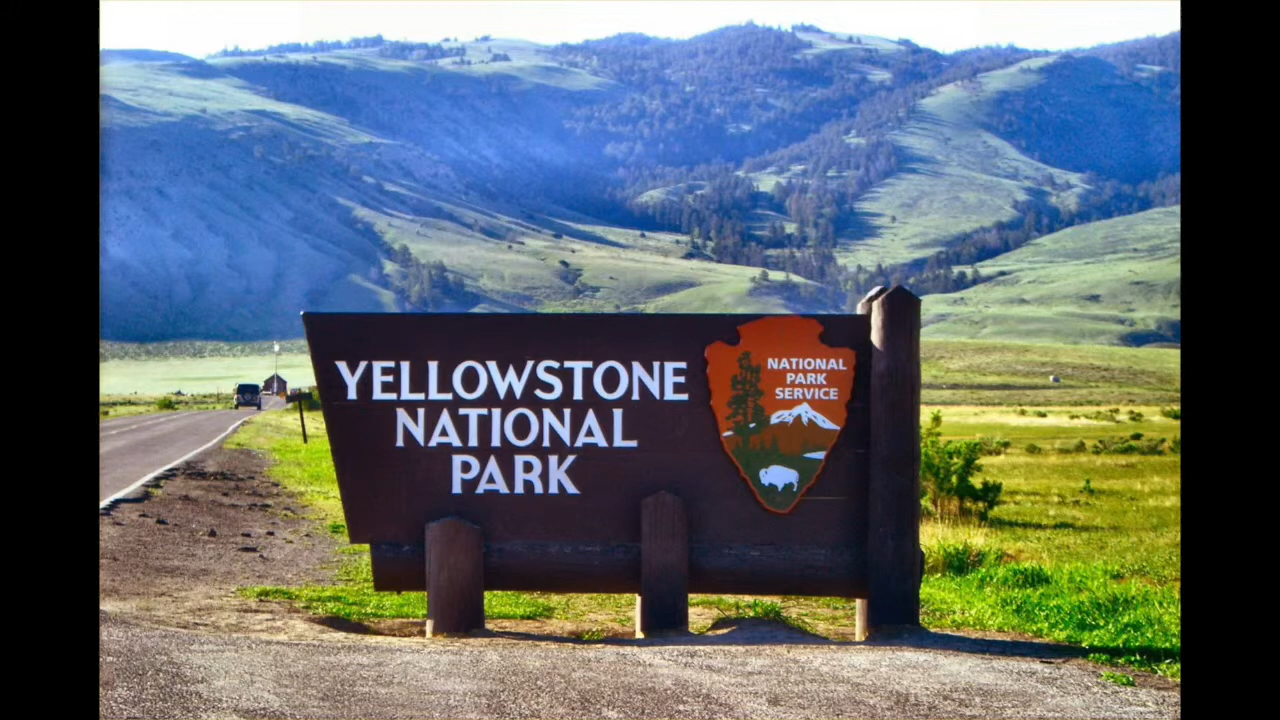 YELLOWSTONE
NATIONAL
PARK
NATIONAL
PARK
SERVICE